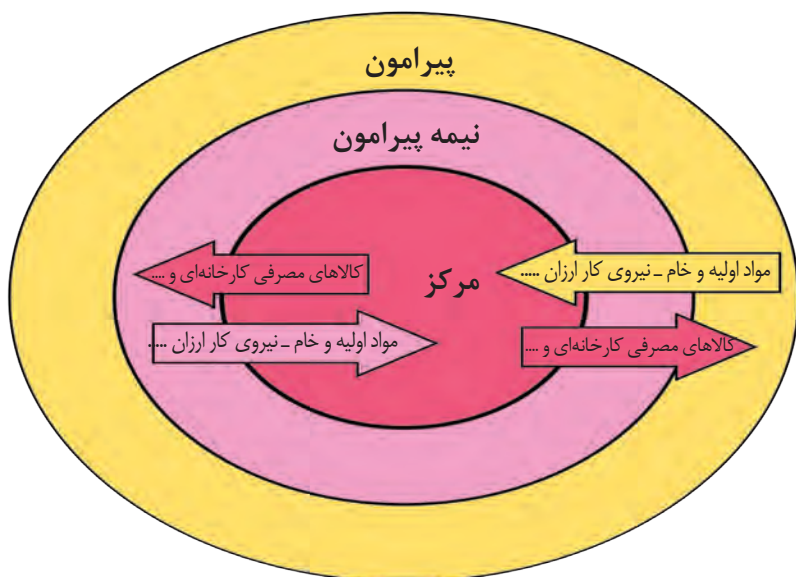 پیرامون
نیمه پیرامون
مواد اولیه و خام ـ نیروی کار ارزان .....
کالاهای مصرفی کارخانه‌ای و ....
مرکز
کالاهای مصرفی کارخانه‌ای و ....
مواد اولیه و خام ـ نیروی کار ارزان .....